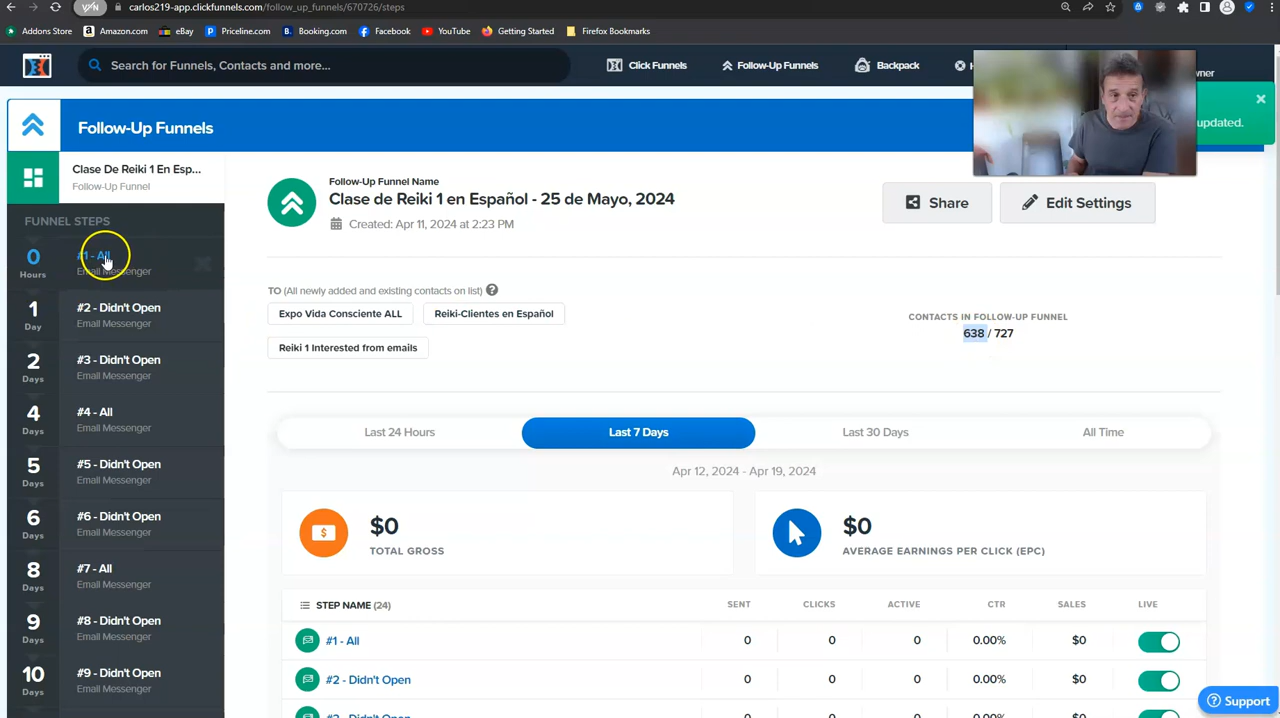 VPN carlos219-app.clickfunnels.com/follow_up_funnels/670726/steps
Addons Store Amazon.com eBay Priceline.com Booking.com Facebook YouTube Getting Started Firefox Bookmarks
Search for Funnels, Contacts and more... Click Funnels Follow-Up Funnels Backpack
Follow-Up Funnels
updated.
Clase De Reiki 1 En Esp...
Follow-Up Funnel
FUNNEL STEPS
0 Hours
#1 - All
Email Messenger
1 Day
#2 - Didn't Open
Email Messenger
2 Days
#3 - Didn't Open
Email Messenger
4 Days
#4 - All
Email Messenger
5 Days
#5 - Didn't Open
Email Messenger
6 Days
#6 - Didn't Open
Email Messenger
8 Days
#7 - All
Email Messenger
9 Days
#8 - Didn't Open
Email Messenger
10 Days
#9 - Didn't Open
Email Messenger
Follow-Up Funnel Name
Clase de Reiki 1 en Español - 25 de Mayo, 2024
Created: Apr 11, 2024 at 2:23 PM
Share
Edit Settings
TO (All newly added and existing contacts on list)
Expo Vida Consciente ALL
Reiki-Clientes en Español
Reiki 1 Interested from emails
CONTACTS IN FOLLOW-UP FUNNEL
638 / 727
Last 24 Hours Last 7 Days Last 30 Days All Time
Apr 12, 2024 - Apr 19, 2024
$0
TOTAL GROSS
$0
AVERAGE EARNINGS PER CLICK (EPC)
STEP NAME (24) SENT CLICKS ACTIVE CTR SALES LIVE
#1 - All 0 0 0 0.00% $0
#2 - Didn't Open 0 0 0 0.00% $0
Support